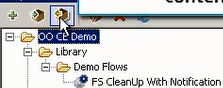 OO CE Demo
Library
Demo Flows
FS CleanUp With Notification